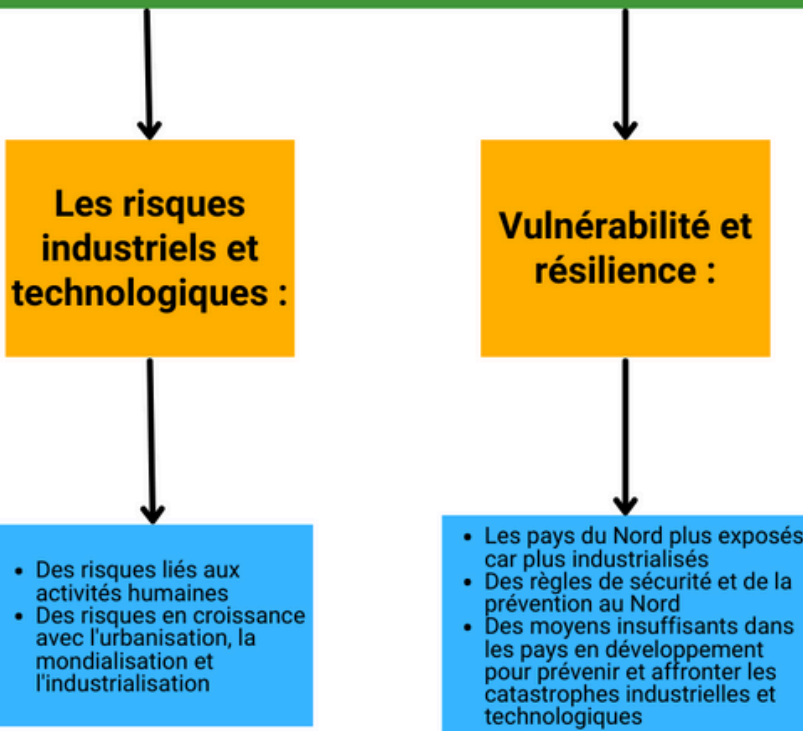 Les risques
industriels et
technologiques :
Vulnérabilité et
résilience :
• Des risques liés aux
activités humaines
• Des risques en croissance
avec l'urbanisation, la
mondialisation et
l'industrialisation
• Les pays du Nord plus exposés
car plus industrialisés
• Des règles de sécurité et de la
prévention au Nord
• Des moyens insuffisants dans
les pays en développement
pour prévenir et affronter les
catastrophes industrielles et
technologiques